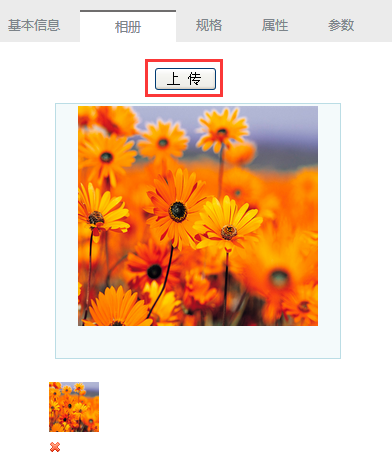 基本信息 相册 规格 属性 参数
上 传